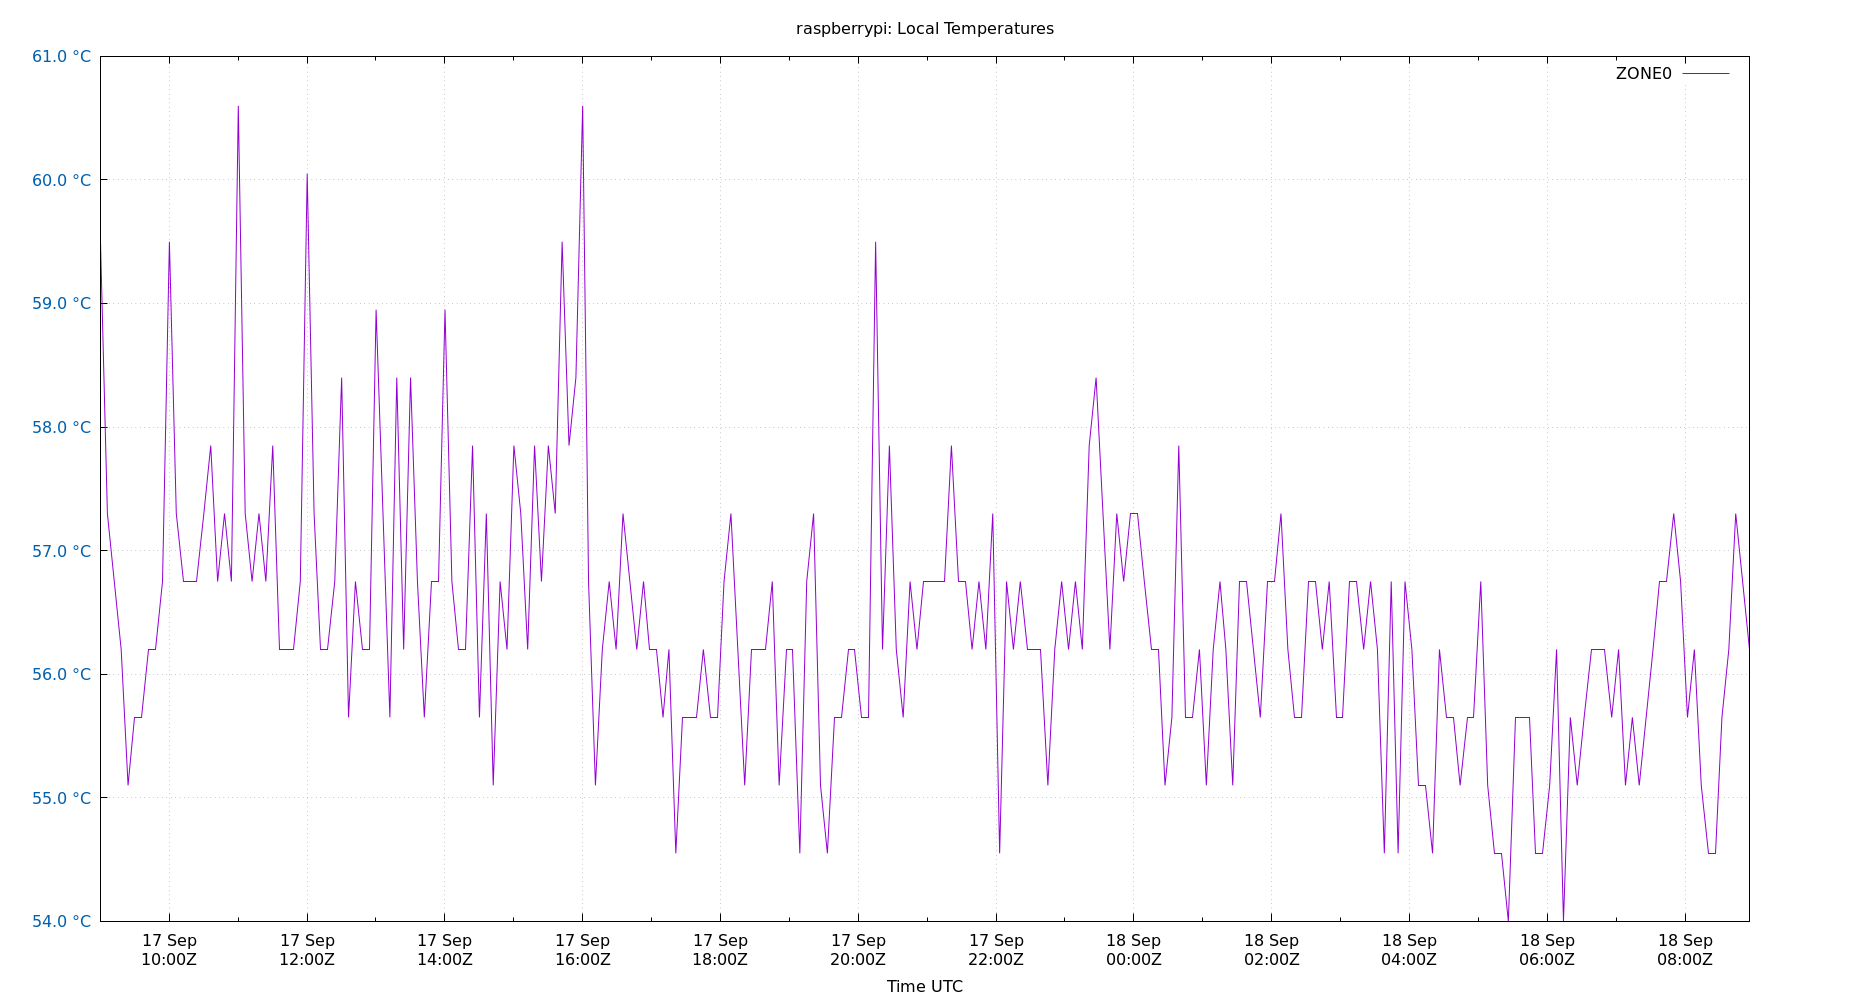 raspberrypi: Local Temperatures
61.0 °C
ZONE0
60.0 °C
59.0 °C
58.0 °C
57.0 °C
56.0 °C
55.0 °C
54.0 °C
17 Sep 17 Sep 17 Sep 17 Sep 17 Sep 17 Sep 17 Sep 18 Sep 18 Sep 18 Sep 18 Sep 18 Sep
10:00Z 12:00Z 14:00Z 16:00Z 18:00Z 20:00Z 22:00Z 00:00Z 02:00Z 04:00Z 06:00Z 08:00Z
Time UTC